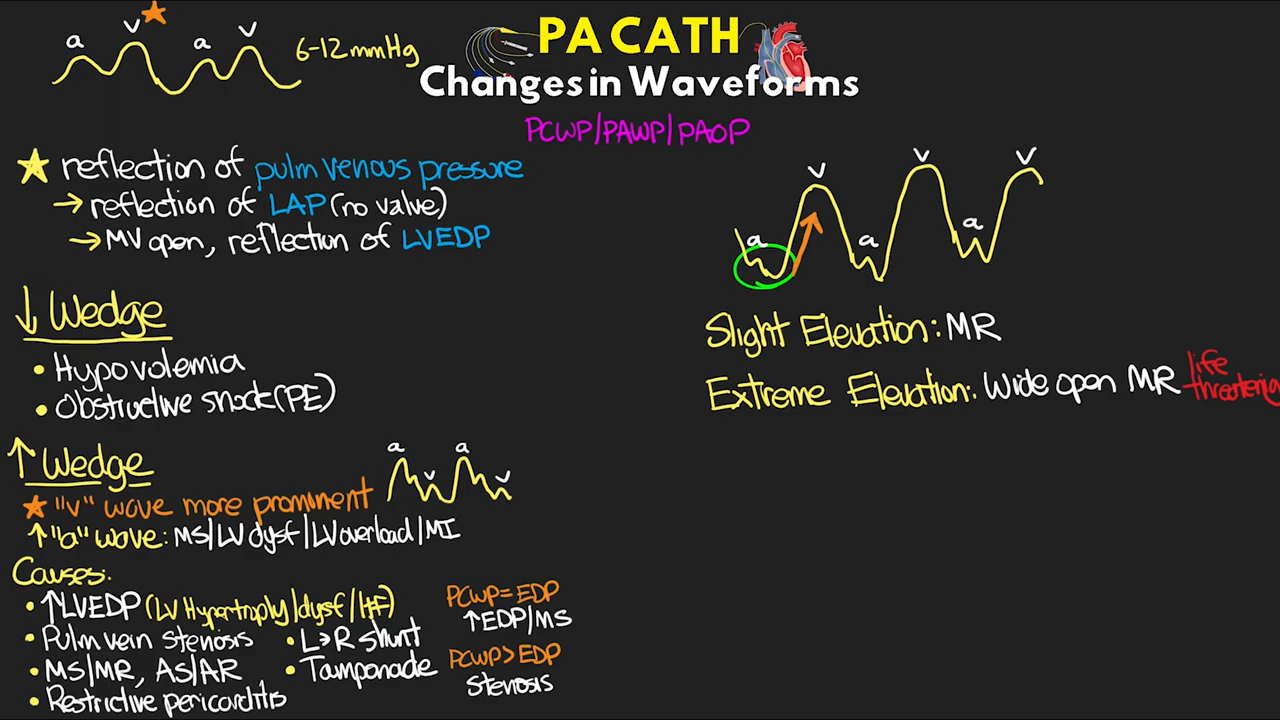 PA CATH
Changes in Waveforms
PCWP/PAWP/PAOP
a v a v 6-12mmHg
reflection of pulm venous pressure
→ reflection of LAP (no valve)
→ MV open, reflection of LVEDP
↓ Wedge
• Hypovolemia
• Obstructive shock (PE)
↑ Wedge
"v" wave more prominent
↑ "a" wave: MS/LV dysf/LV overload/MI
a v a v
Causes:
• ↑LVEDP (LV Hypertrophy/dysf/HF)
• Pulm vein stenosis
• MS/MR, AS/AR
• Restrictive pericarditis
• L→R shunt
• Tamponade
PCWP = EDP
↑EDP/MS
PCWP > EDP
Stenosis
a v a v a v
Slight Elevation: MR
Extreme Elevation: Wide open MR life
threatening